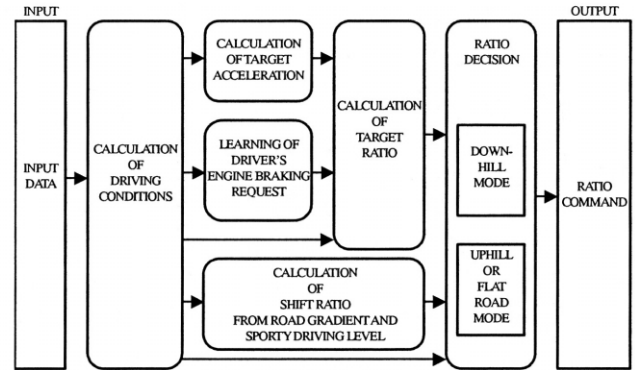 INPUT
OUTPUT
INPUT
DATA
CALCULATION
OF
DRIVING
CONDITIONS
CALCULATION
OF TARGET
ACCELERATION
LEARNING OF
DRIVER'S
ENGINE BRAKING
REQUEST
CALCULATION
OF
TARGET
RATIO
CALCULATION
OF
SHIFT RATIO
FROM ROAD GRADIENT AND
SPORTY DRIVING LEVEL
RATIO
DECISION
DOWN-
HILL
MODE
UPHILL
OR
FLAT
ROAD
MODE
RATIO
COMMAND